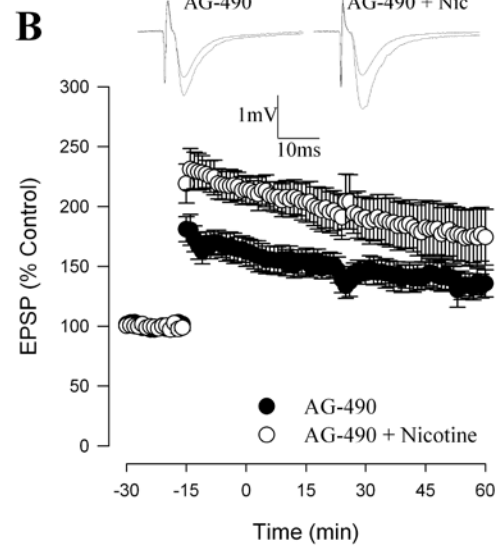 B
AG-490 AG-490 + Nic
1mV
10ms
300
250
200
150
100
50
0
EPSP (% Control)
AG-490
AG-490 + Nicotine
-30 -15 0 15 30 45 60
Time (min)